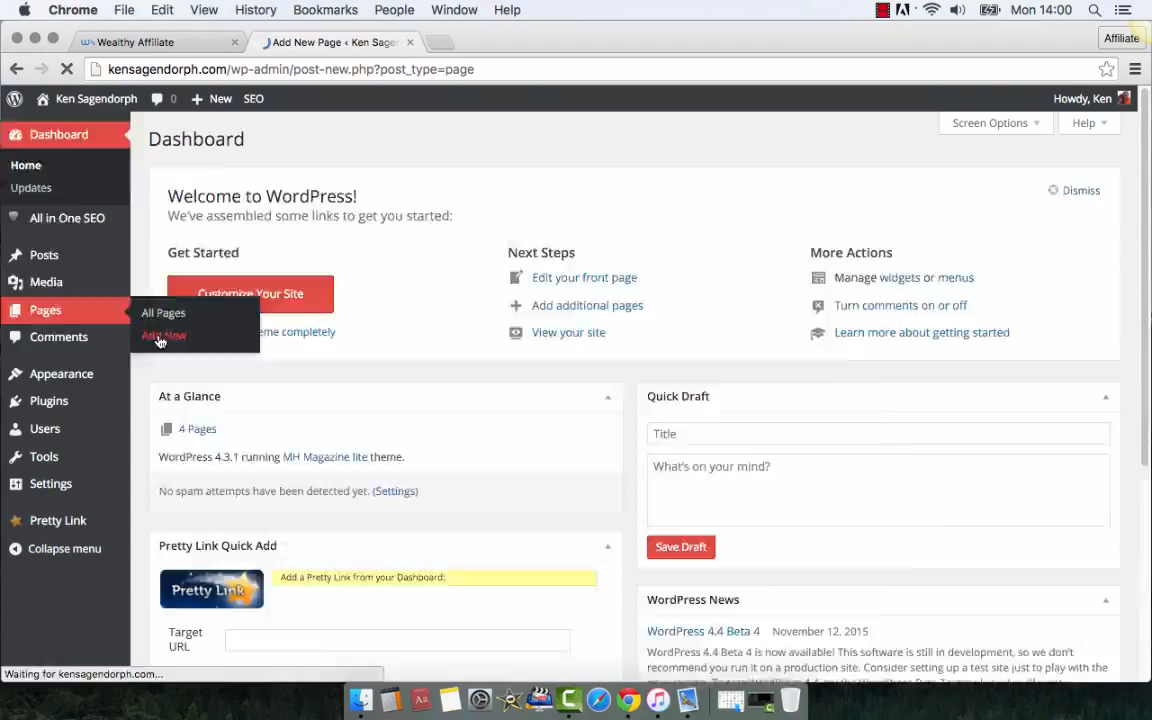 Chrome File Edit View History Bookmarks People Window Help Mon 14:00
Wealthy Affiliate Add New Page ‹ Ken Sager Affiliate
kensagendorph.com/wp-admin/post-new.php?post_type=page
Ken Sagendorph 0 New SEO Howdy, Ken
Dashboard
Home
Updates
All in One SEO
Posts
Media
Pages
Comments
Appearance
Plugins
Users
Tools
Settings
Pretty Link
Collapse menu
All Pages
Add New
Dashboard
Screen Options Help
Welcome to WordPress!
We've assembled some links to get you started:
Dismiss
Get Started
Customize Your Site
eme completely
Next Steps
Edit your front page
Add additional pages
View your site
More Actions
Manage widgets or menus
Turn comments on or off
Learn more about getting started
At a Glance
4 Pages
WordPress 4.3.1 running MH Magazine lite theme.
No spam attempts have been detected yet. (Settings)
Pretty Link Quick Add
Pretty Link
Add a Pretty Link from your Dashboard:
Target
URL
Quick Draft
Title
What's on your mind?
Save Draft
WordPress News
WordPress 4.4 Beta 4 November 12, 2015
WordPress 4.4 Beta 4 is now available! This software is still in development, so we don't
recommend you run it on a production site. Consider setting up a test site just to play with the
Waiting for kensagendorph.com...